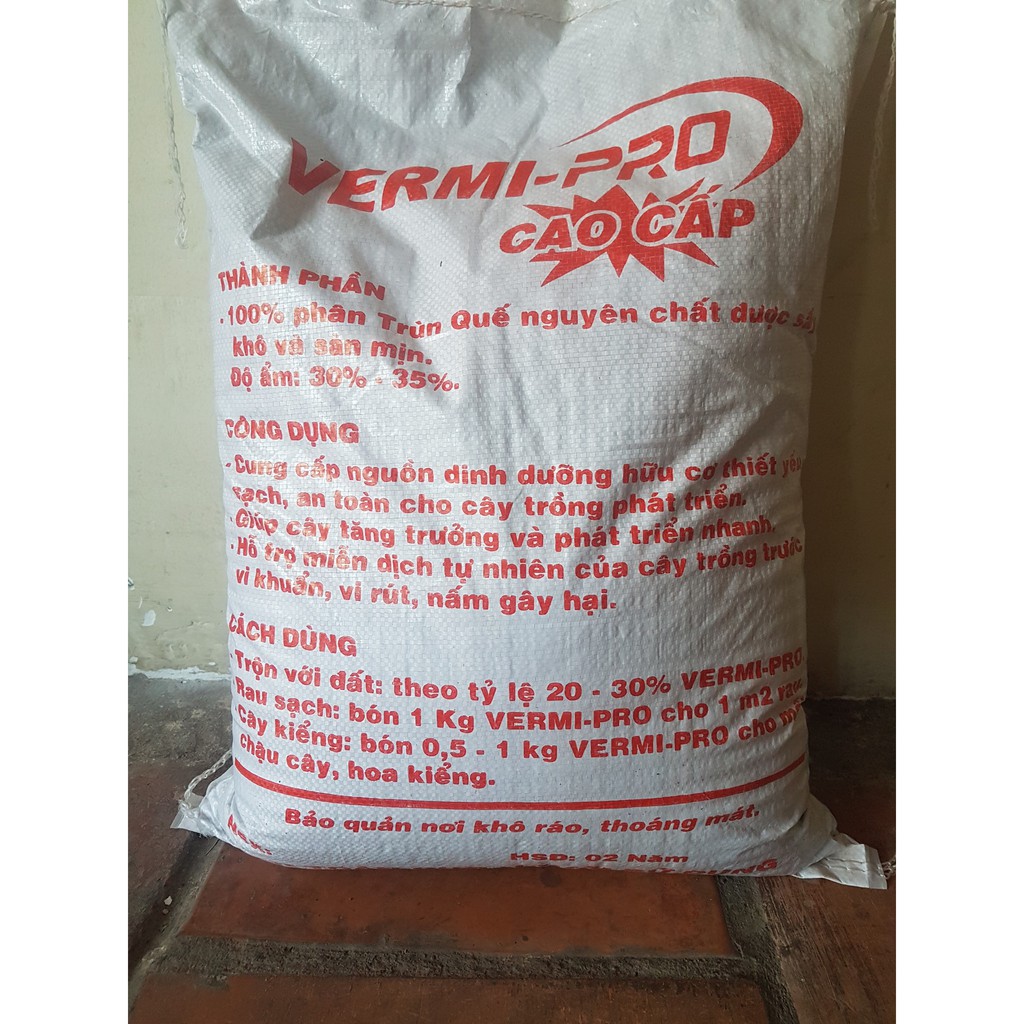 VERMI-PRO
CAO CẤP
THÀNH PHẦN
- 100% phân Trùn Quế nguyên chất được sấy
khô và sàn mịn.
Độ ẩm: 30% - 35%.
CÔNG DỤNG
- Cung cấp nguồn dinh dưỡng hữu cơ thiết yếu
sạch, an toàn cho cây trồng phát triển.
- Giúp cây tăng trưởng và phát triển nhanh.
- Hỗ trợ miễn dịch tự nhiên của cây trồng trước
vi khuẩn, vi rút, nấm gây hại.
CÁCH DÙNG
- Trộn với đất: theo tỷ lệ 20 - 30% VERMI-PRO
Rau sạch: bón 1 Kg VERMI-PRO cho 1 m2
- Cây kiểng: bón 0,5 - 1 kg VERMI-PRO cho
chậu cây, hoa kiểng.
Bảo quản nơi khô ráo, thoáng mát.
HSD: 02 Năm